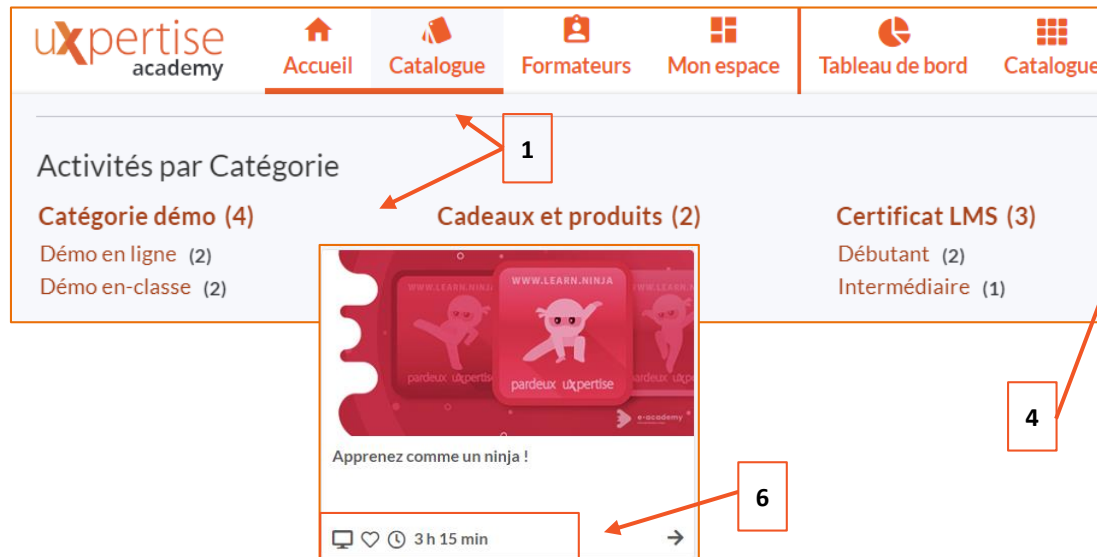 uxpertise
academy
Accueil
Catalogue
Formateurs
Mon espace
Tableau de bord
Catalogue
1
Activités par Catégorie
Catégorie démo (4)
Démo en ligne (2)
Démo en-classe (2)
Cadeaux et produits (2)
Certificat LMS (3)
Débutant (2)
Intermédiaire (1)
WWW.LEARN.NINJA
WWW.LEARN.NINJA
pardeux uxpertise
pardeux uxpertise
e-academy
Apprenez comme un ninja !
3 h 15 min
6
4